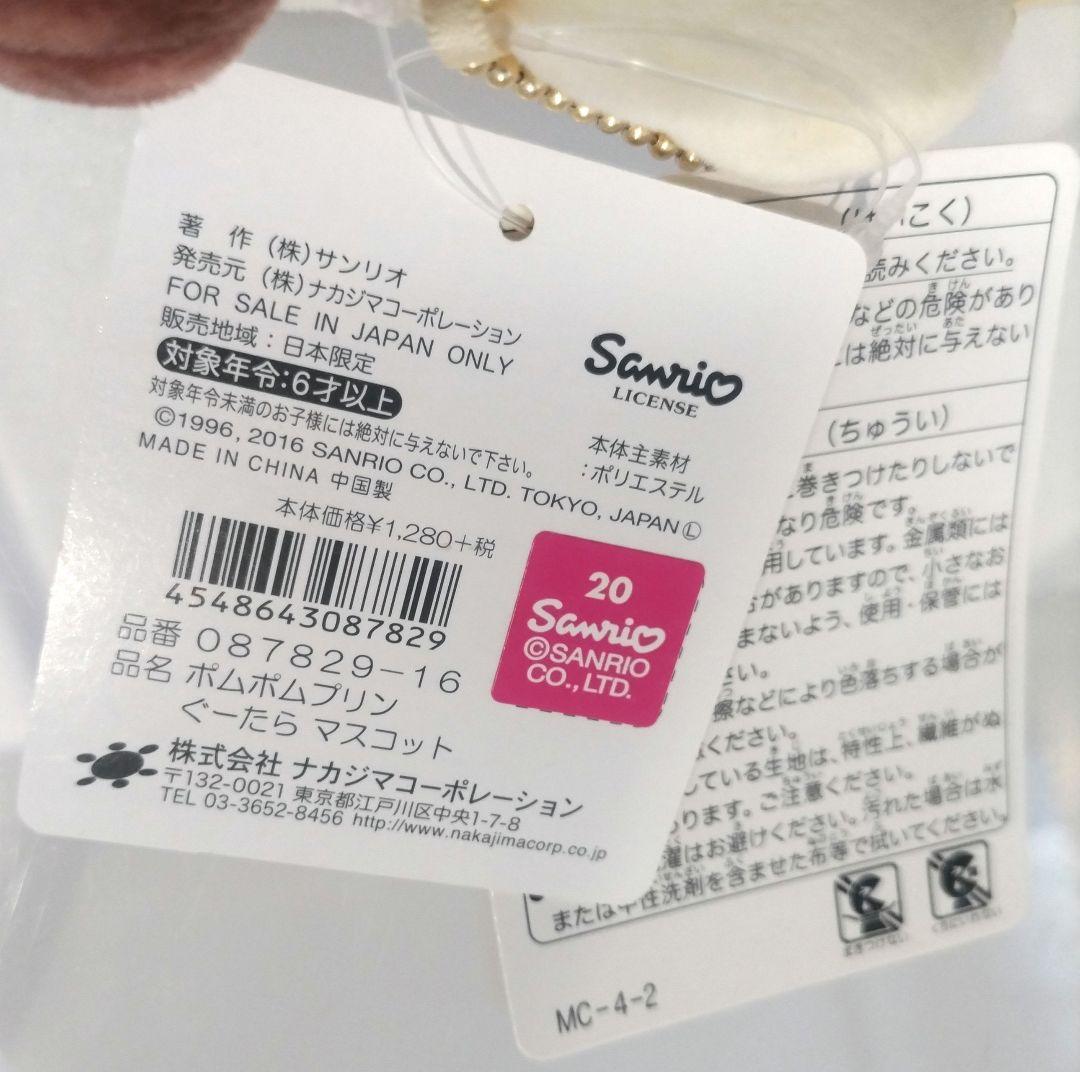 著 作 (株)サンリオ
発売元 (株)ナカジマコーポレーション
FOR SALE IN JAPAN ONLY
販売地域:日本限定
対象年令:6才以上
対象年令未満のお子様には絶対に与えないで下さい。
©1996, 2016 SANRIO CO., LTD. TOKYO, JAPAN Ⓛ
MADE IN CHINA 中国製
Sanrio
LICENSE
本体主素材
:ポリエステル
本体価格¥1,280+税
4548643087829
品番 087829-16
品名 ポムポムプリン
ぐーたら マスコット
20
Sanrio
©SANRIO
CO., LTD.
株式会社 ナカジマコーポレーション
〒132-0021 東京都江戸川区中央1-7-8
TEL 03-3652-8456 http://www.nakajimacorp.co.jp
こく)
読みください。
などの危険があり
は絶対に与えない
(ちゅうい)
巻きつけたりしないで
なり危険です。
用しています。金属類には
がありますので、小さなお
まないよう、使用・保管には
さい。
擦などにより色落ちする場合が
ください。
している生地は、特性上、繊維がぬ
ります。ご注意ください。
濯はお避けください。汚れた場合は水
または中性洗剤を含ませた布等で拭いてください。
まきつけない
くちにいれない
MC-4-2